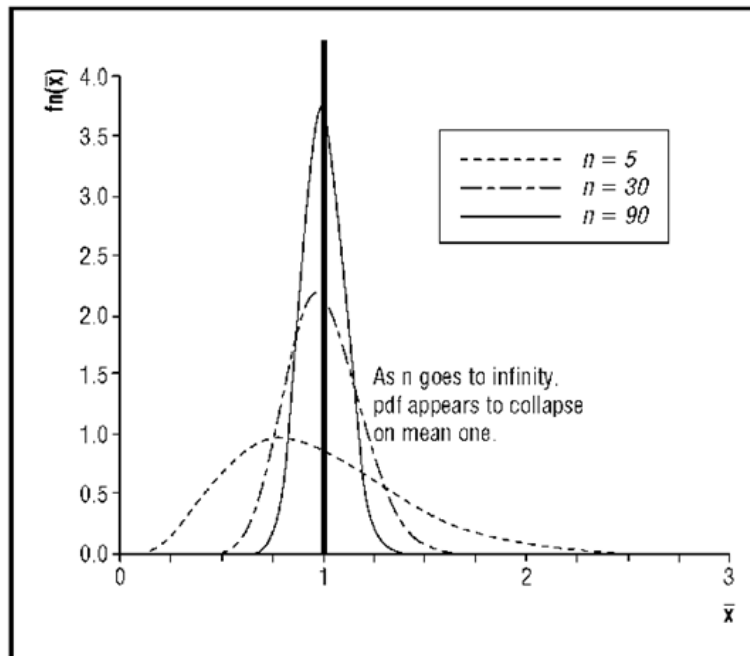 fn(x̄)
4.0
3.5
3.0
2.5
2.0
1.5
1.0
0.5
0.0
n = 5
n = 30
n = 90
As n goes to infinity,
pdf appears to collapse
on mean one.
0 1 2 3
x̄